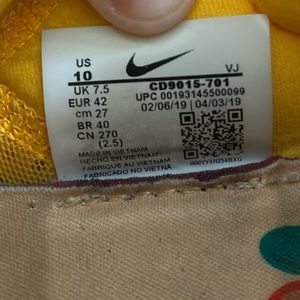 US
10
UK 7.5
EUR 42
cm 27
BR 40
CN 270
(2.5)
VJ
CD9015-701
UPC 00193145500099
02/06/19 | 04/03/19
MADE IN VIETNAM
HECHO EN VIETNAM
FABRIQUE AU VIETNAM
FABRICADO NO VIETNA